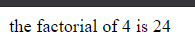 the factorial of 4 is 24